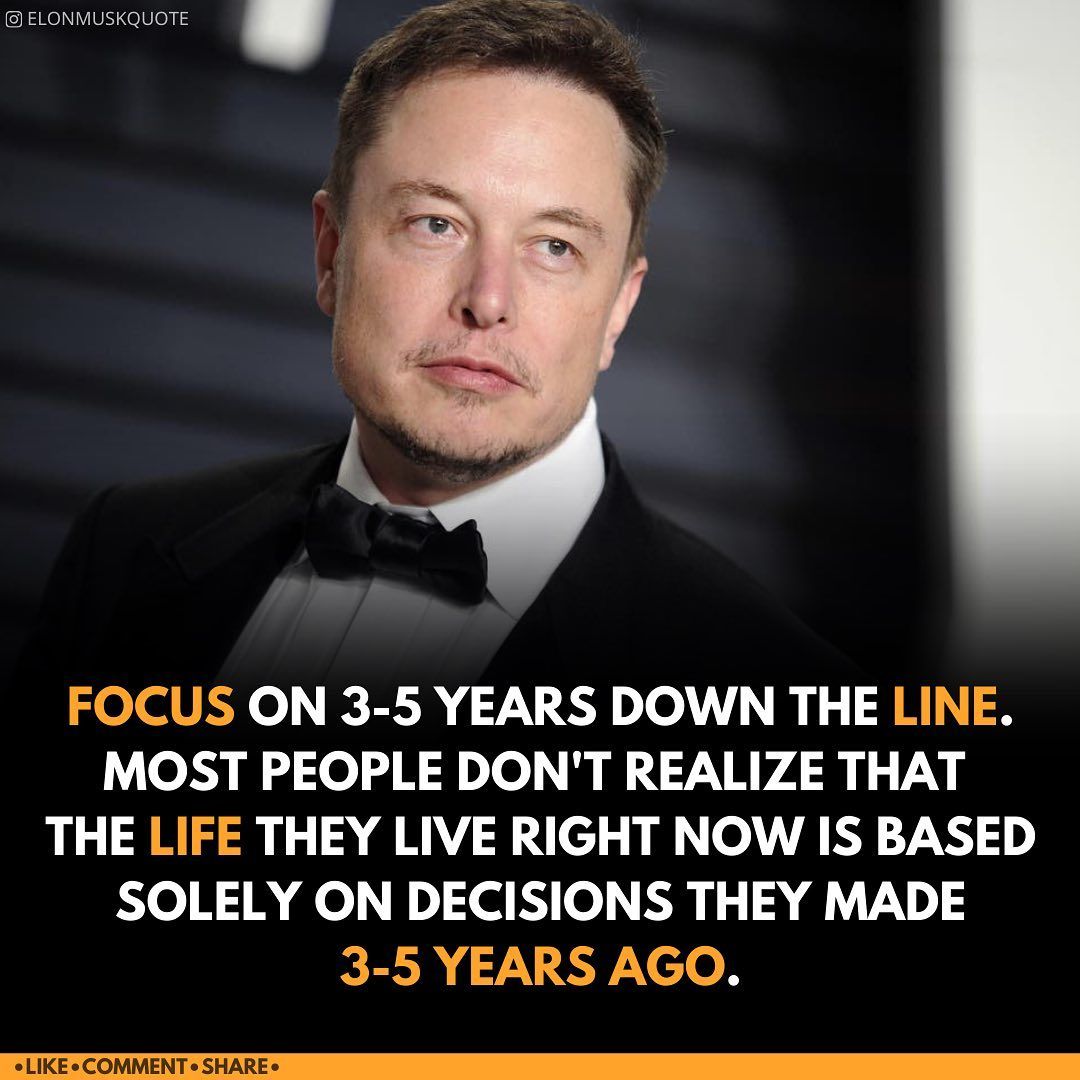 ELONMUSKQUOTE
FOCUS ON 3-5 YEARS DOWN THE LINE.
MOST PEOPLE DON'T REALIZE THAT
THE LIFE THEY LIVE RIGHT NOW IS BASED
SOLELY ON DECISIONS THEY MADE
3-5 YEARS AGO.
•LIKE•COMMENT•SHARE•